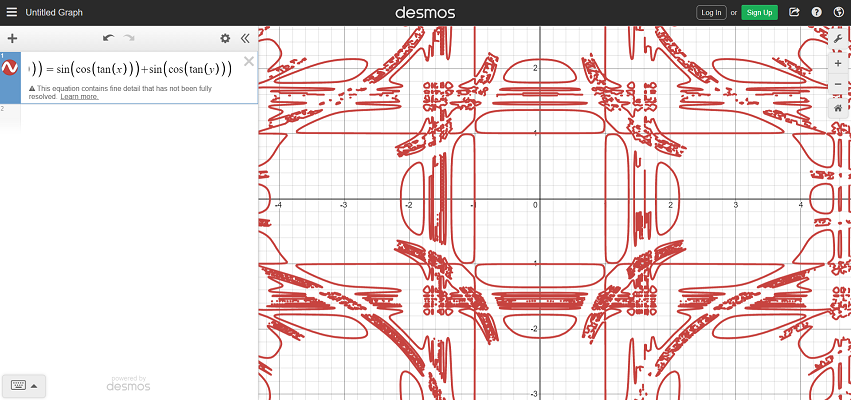 Untitled Graph
desmos
Log In or Sign Up
1
)) = sin(cos(tan(x)))+sin(cos(tan(y)))
⚠ This equation contains fine detail that has not been fully
resolved. Learn more.
2
powered by
desmos
2
1
-4 -3 -2 -1 0 1 2 3 4
-1
-2
-3